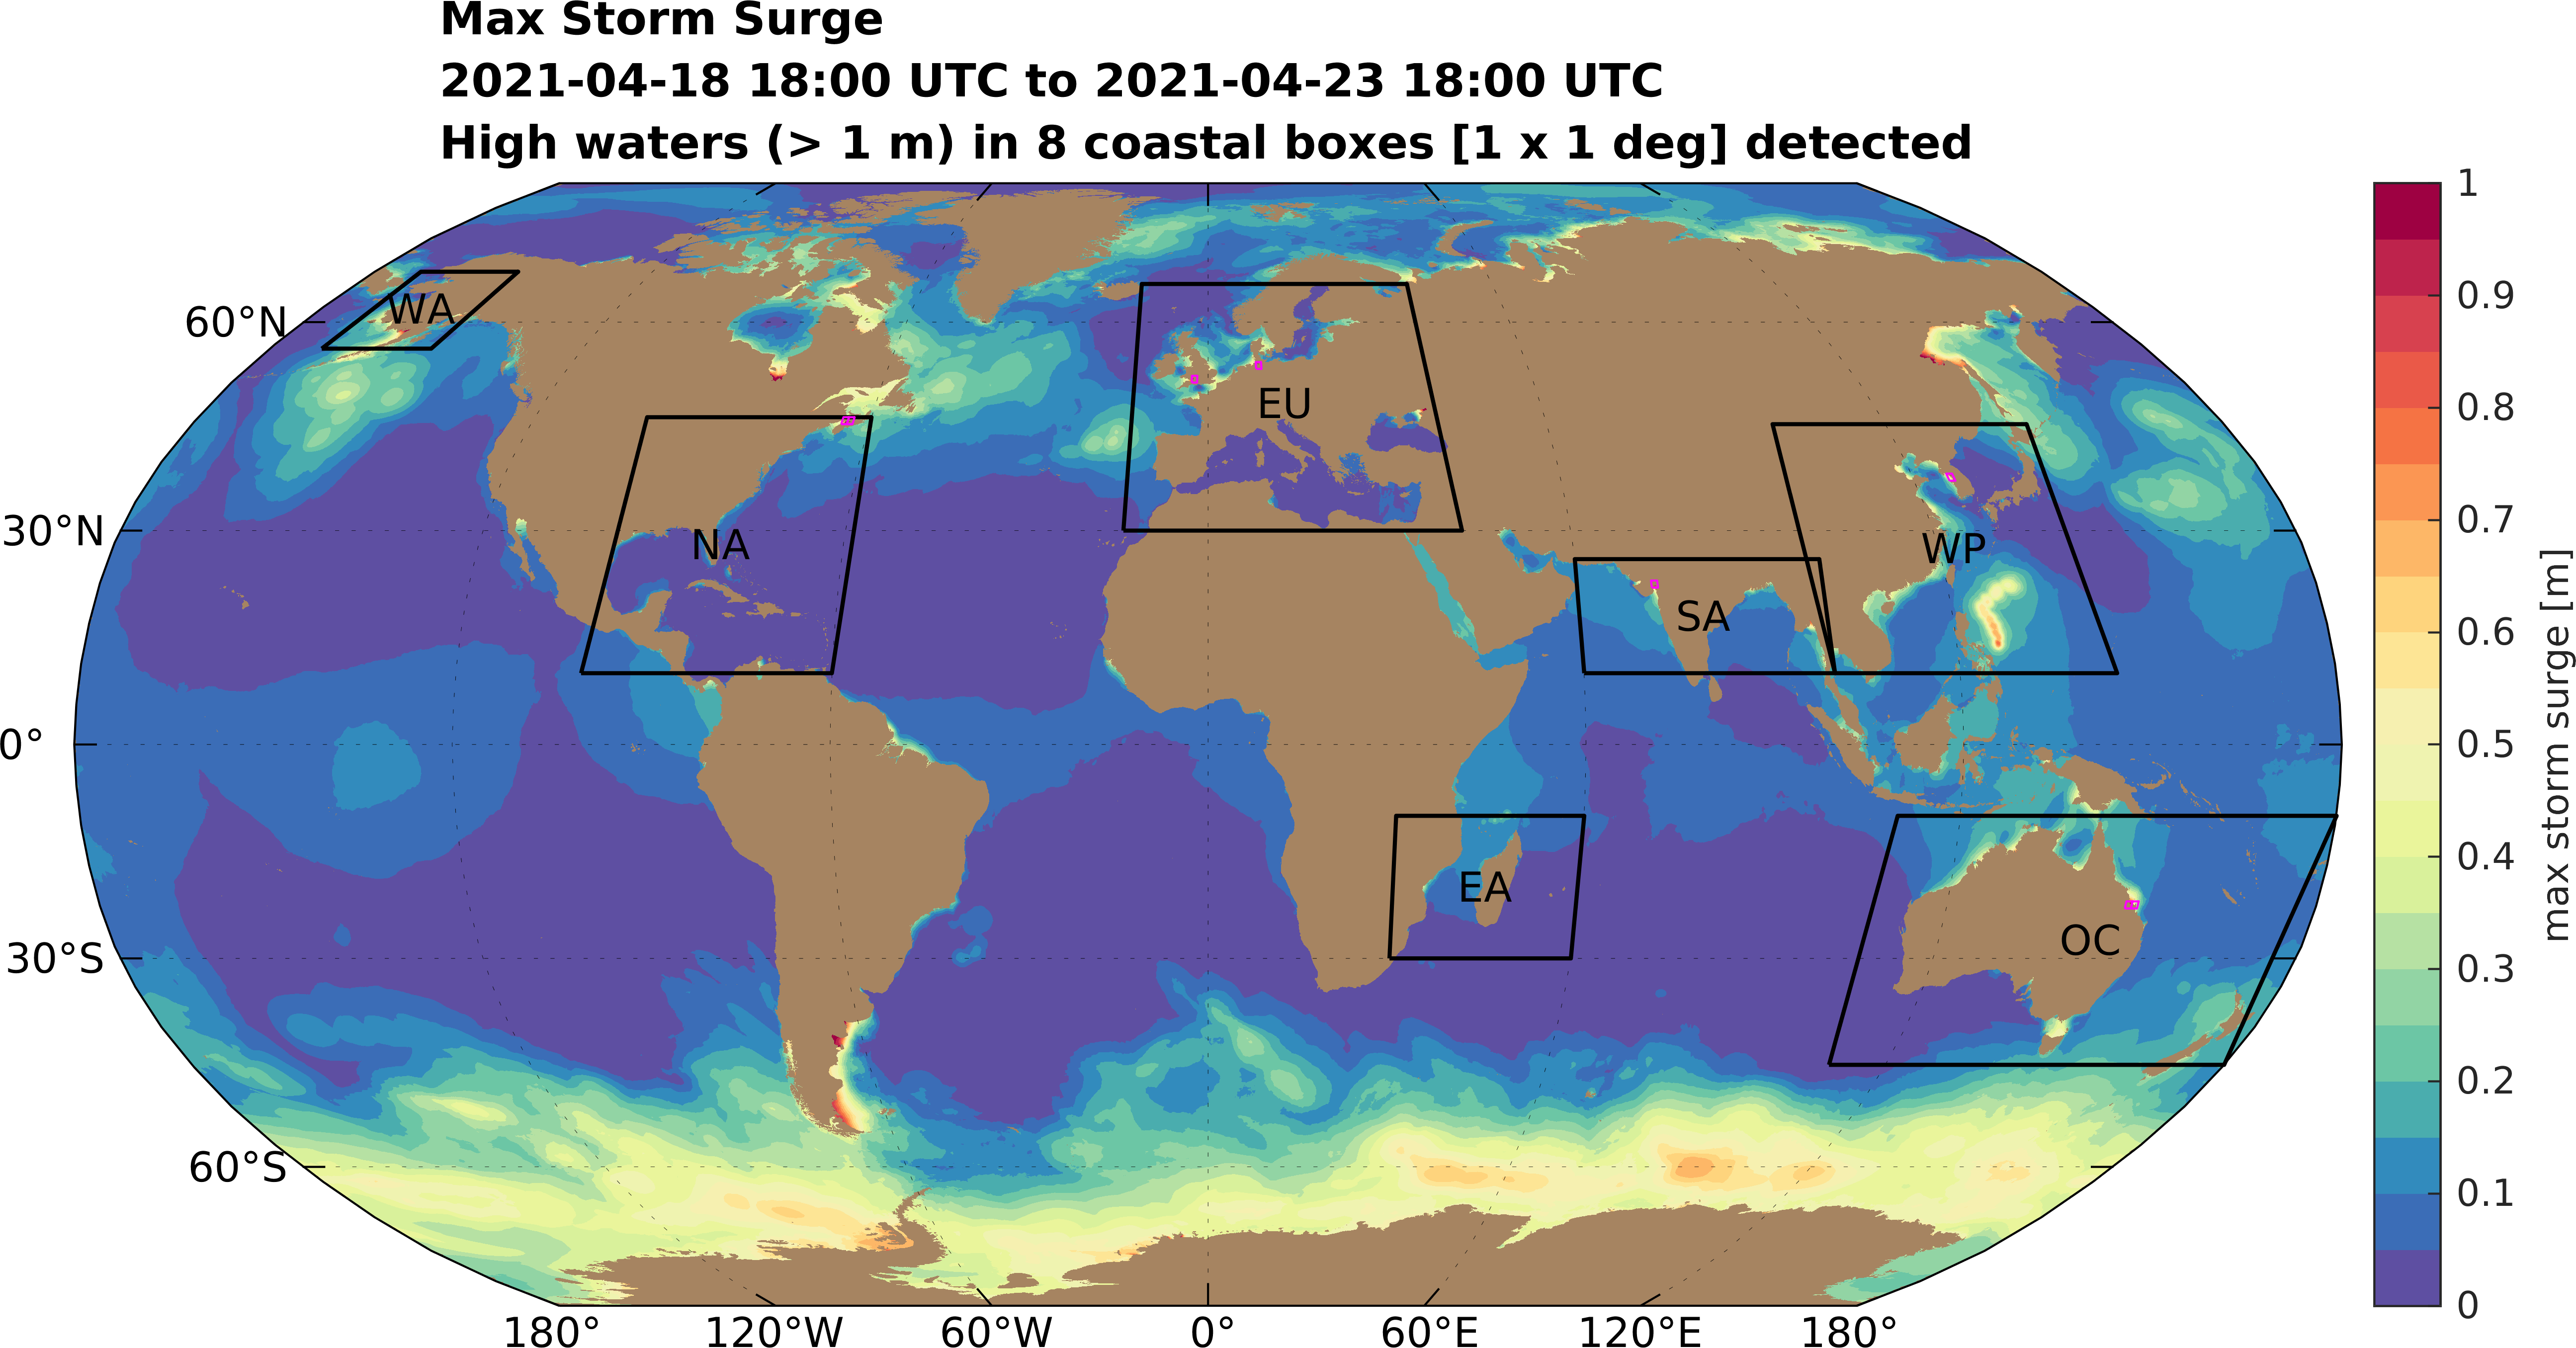 Max Storm Surge
2021-04-18 18:00 UTC to 2021-04-23 18:00 UTC
High waters (> 1 m) in 8 coastal boxes [1 x 1 deg] detected
60°N
30°N
0°
30°S
60°S
WA
NA
EU
SA
WP
EA
OC
180°
120°W
60°W
0°
60°E
120°E
180°
1
0.9
0.8
0.7
0.6
0.5
0.4
0.3
0.2
0.1
0
max storm surge [m]